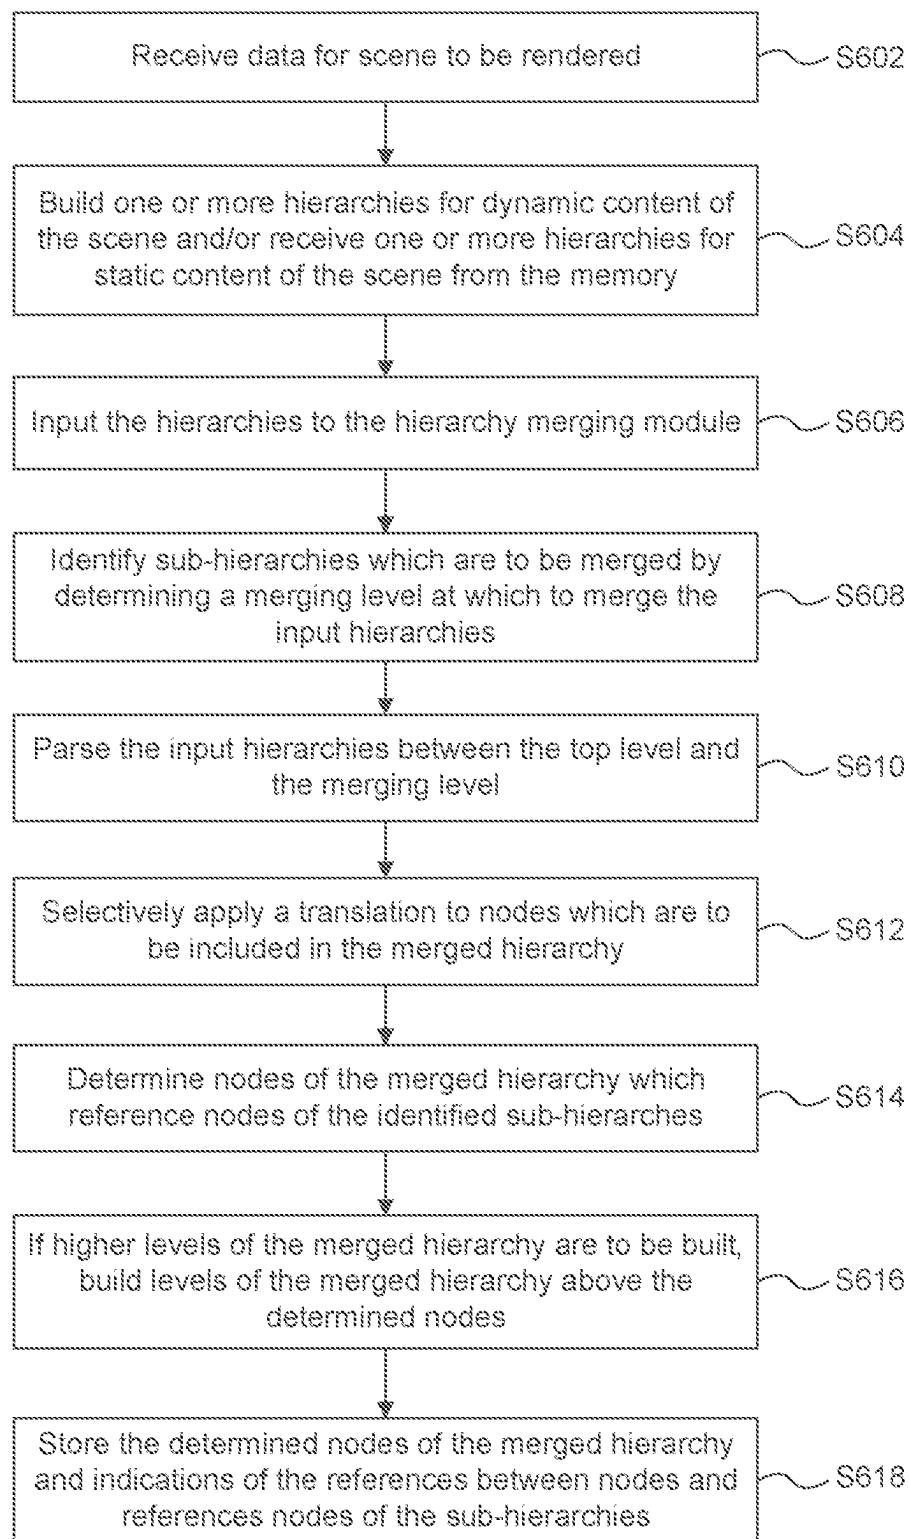 Receive data for scene to be rendered
S602
Build one or more hierarchies for dynamic content of
the scene and/or receive one or more hierarchies for
static content of the scene from the memory
S604
Input the hierarchies to the hierarchy merging module
S606
Identify sub-hierarchies which are to be merged by
determining a merging level at which to merge the
input hierarchies
S608
Parse the input hierarchies between the top level and
the merging level
S610
Selectively apply a translation to nodes which are to
be included in the merged hierarchy
S612
Determine nodes of the merged hierarchy which
reference nodes of the identified sub-hierarches
S614
If higher levels of the merged hierarchy are to be built,
build levels of the merged hierarchy above the
determined nodes
S616
Store the determined nodes of the merged hierarchy
and indications of the references between nodes and
references nodes of the sub-hierarchies
S618